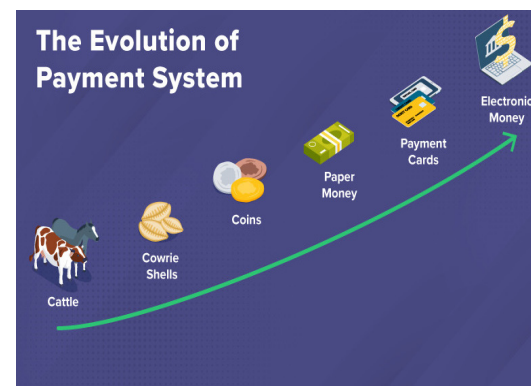 The Evolution of
Payment System
Cattle
Cowrie
Shells
Coins
Paper
Money
Payment
Cards
Electronic
Money